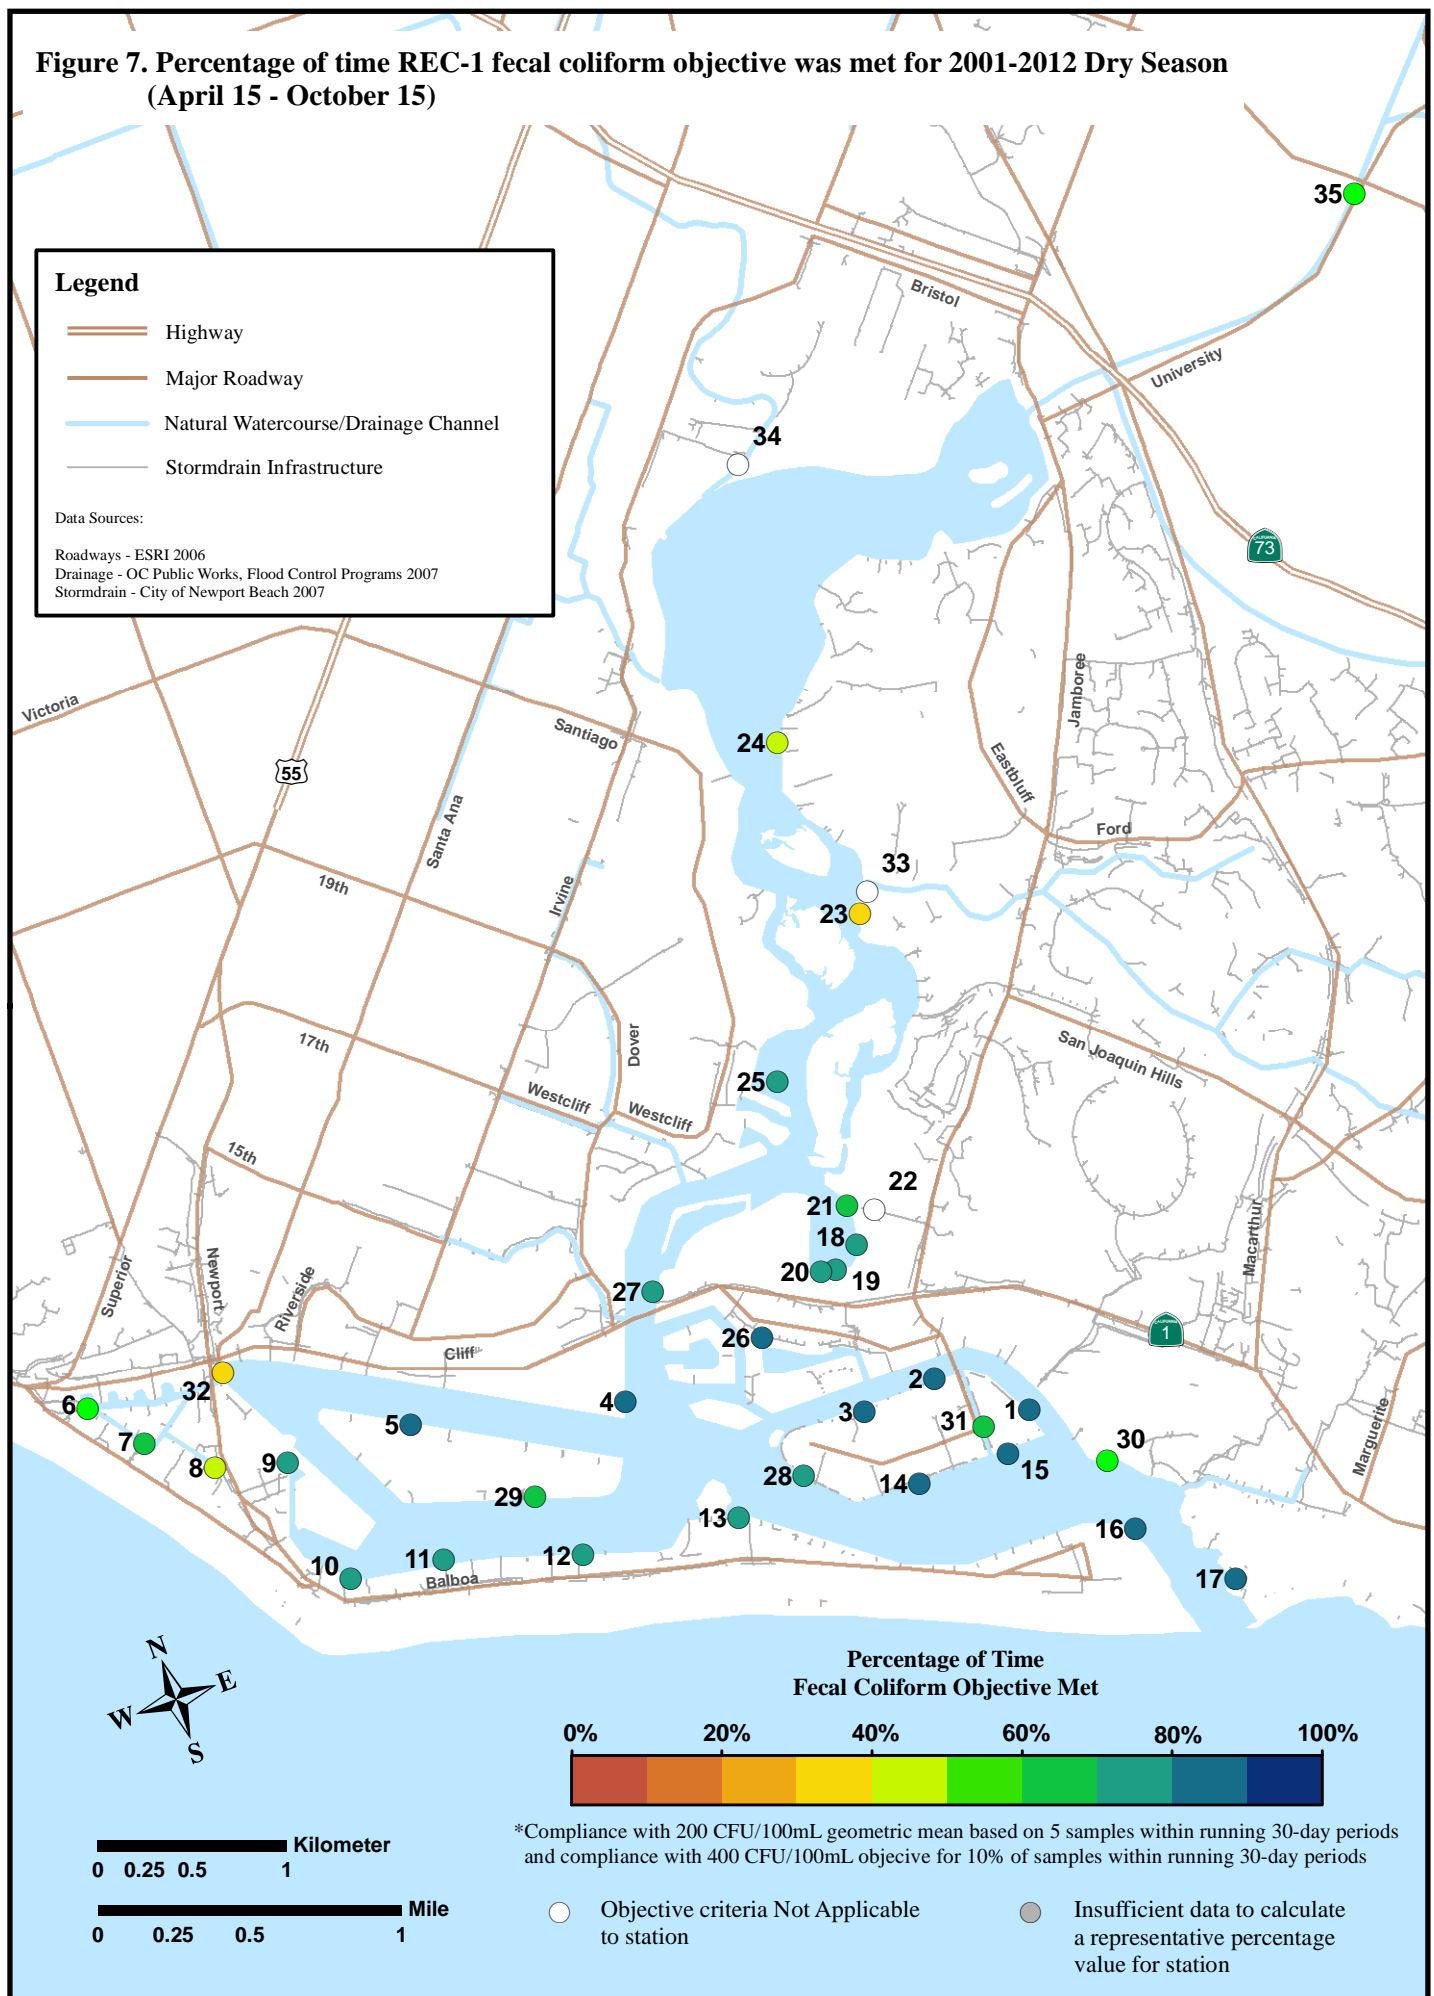 Figure 7. Percentage of time REC-1 fecal coliform objective was met for 2001-2012 Dry Season
(April 15 - October 15)
35
Legend
Highway
Major Roadway
Natural Watercourse/Drainage Channel
Stormdrain Infrastructure
Data Sources:
Roadways - ESRI 2006
Drainage - OC Public Works, Flood Control Programs 2007
Stormdrain - City of Newport Beach 2007
Bristol
University
34
CALIFORNIA
73
Victoria
Santiago
Jamboree
24
55
Eastbluff
Santa Ana
Ford
19th
Irvine
33
23
17th
Dover
San Joaquin Hills
25
Westcliff
Westcliff
15th
22
21
18
20
19
Macarthur
Superior
Newport
Riverside
27
26
CALIFORNIA
1
Cliff
32
2
6
4
3
1
5
31
30
7
Marguerite
8
9
15
28
14
29
13
16
12
11
10
Balboa
17
N
E
W
S
Percentage of Time
Fecal Coliform Objective Met
0% 20% 40% 60% 80% 100%
*Compliance with 200 CFU/100mL geometric mean based on 5 samples within running 30-day periods
and compliance with 400 CFU/100mL objecive for 10% of samples within running 30-day periods
Kilometer
0 0.25 0.5 1
Mile
0 0.25 0.5 1
Objective criteria Not Applicable
to station
Insufficient data to calculate
a representative percentage
value for station